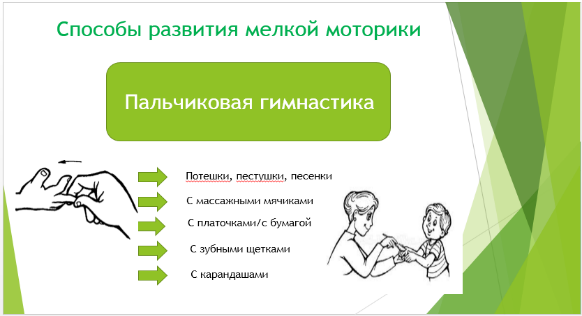 Способы развития мелкой моторики
Пальчиковая гимнастика
Потешки, пестушки, песенки
С массажными мячиками
С платочками/с бумагой
С зубными щетками
С карандашами